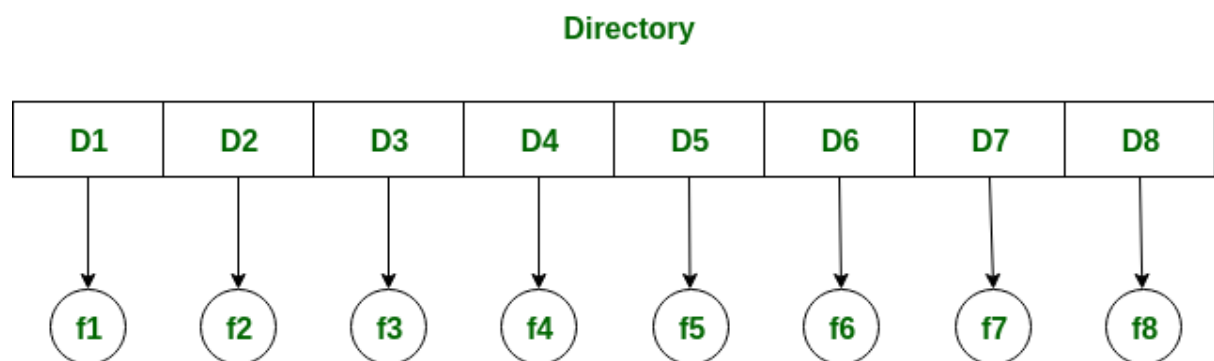 Directory
D1 D2 D3 D4 D5 D6 D7 D8
f1 f2 f3 f4 f5 f6 f7 f8